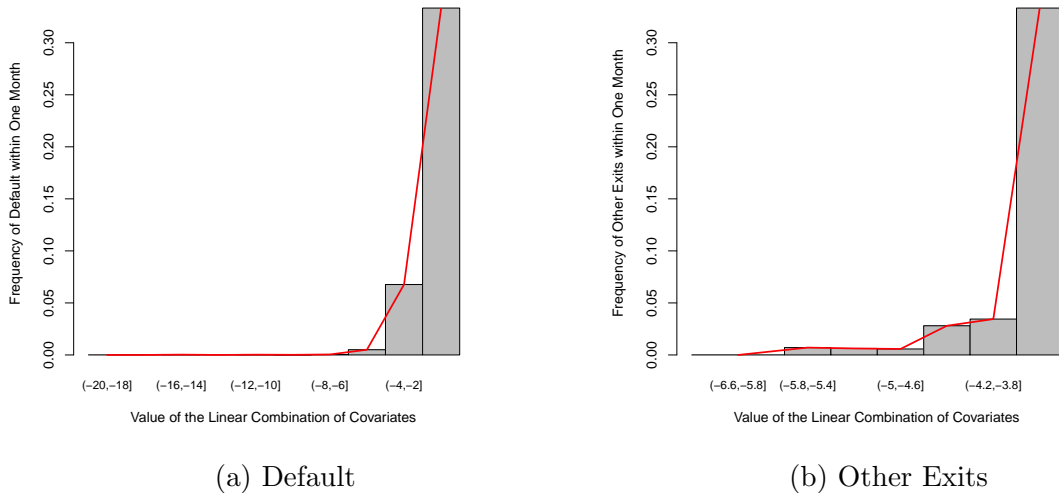 Frequency of Default within One Month
0.30
0.25
0.20
0.15
0.10
0.05
0.00
(−20,−18] (−16,−14] (−12,−10] (−8,−6] (−4,−2]
Value of the Linear Combination of Covariates
(a) Default
Frequency of Other Exits within One Month
0.30
0.25
0.20
0.15
0.10
0.05
0.00
(−6.6,−5.8] (−5.8,−5.4] (−5,−4.6] (−4.2,−3.8]
Value of the Linear Combination of Covariates
(b) Other Exits